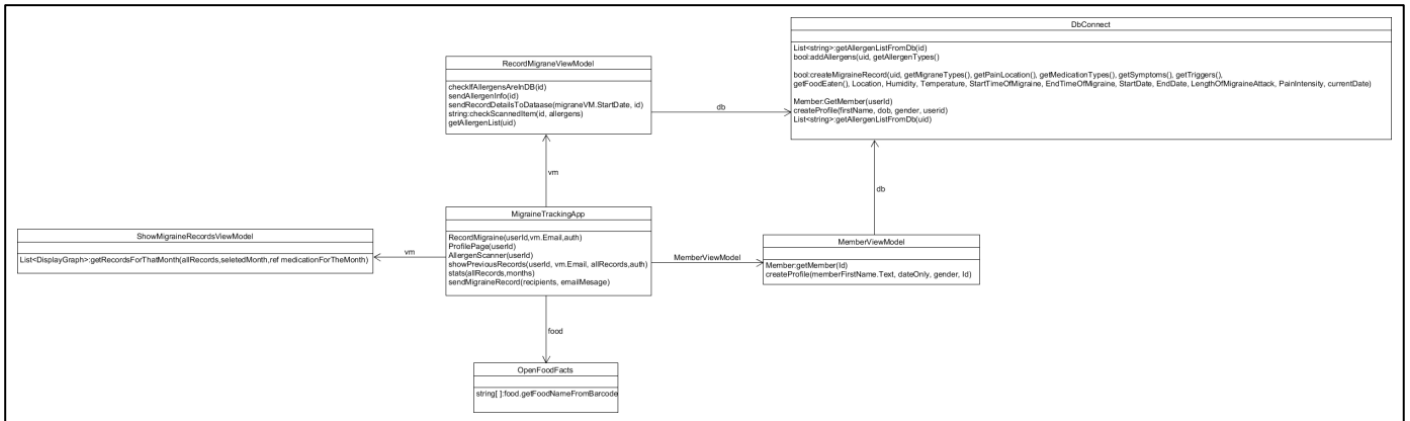 DbConnect
List<string>:getAllergenListFromDb(id)
bool:addAllergens(uid, getAllergenTypes()
bool:createMigraineRecord(uid, getMigraneTypes(), getPainLocation(), getMedicationTypes(), getSymptoms(), getTriggers(),
getFoodEaten(), Location, Humidity, Temperature, StartTimeOfMigraine, EndTimeOfMigraine, StartDate, EndDate, LengthOfMigraineAttack, PainIntensity, currentDate)
Member:GetMember(userId)
createProfile(firstName, dob, gender, userid)
List<string>:getAllergenListFromDb(uid)
RecordMigraneViewModel
checkIfAllergensAreInDB(id)
sendAllergenInfo(id)
sendRecordDetailsToDataase(migraneVM.StartDate, id)
string:checkScannedItem(id, allergens)
getAllergenList(uid)
db
vm
db
MigraineTrackingApp
RecordMigraine(userId,vm.Email,auth)
ProfilePage(userId)
AllergenScanner(userId)
showPreviousRecords(userId, vm.Email, allRecords,auth)
stats(allRecords,months)
sendMigraineRecord(recipients, emailMesage)
ShowMigraineRecordsViewModel
List<DisplayGraph>:getRecordsForThatMonth(allRecords,seletedMonth,ref medicationForTheMonth)
vm
MemberViewModel
MemberViewModel
Member:getMember(Id)
createProfile(memberFirstName.Text, dateOnly, gender, Id)
food
OpenFoodFacts
string[ ]:food.getFoodNameFromBarcode